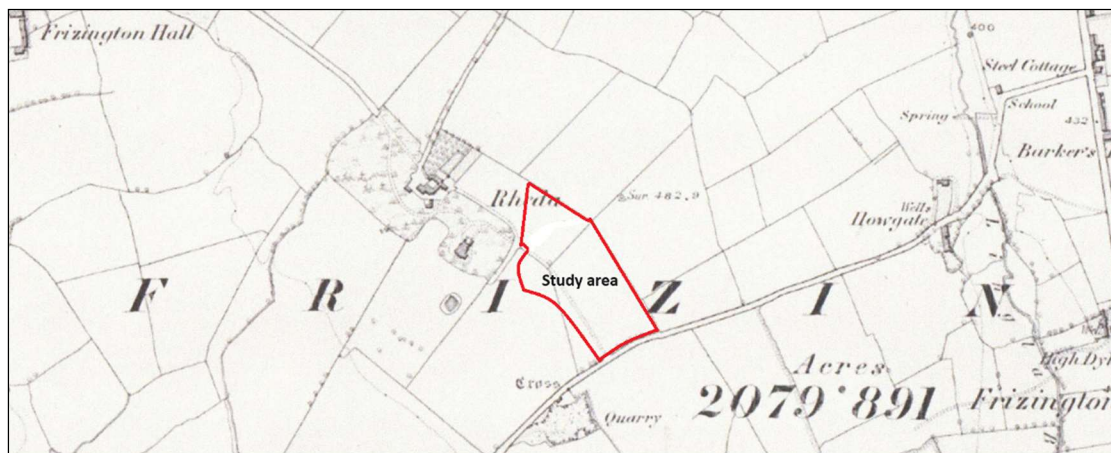 Frizington Hall
400
Steel Cottage
School
Spring
432
Barker's
Rheda
Sur. 482.9
Wells
Howgate
Study area
F R I Z I N
High Dy
Acres
Cross
2079.891
Frizington
Quarry